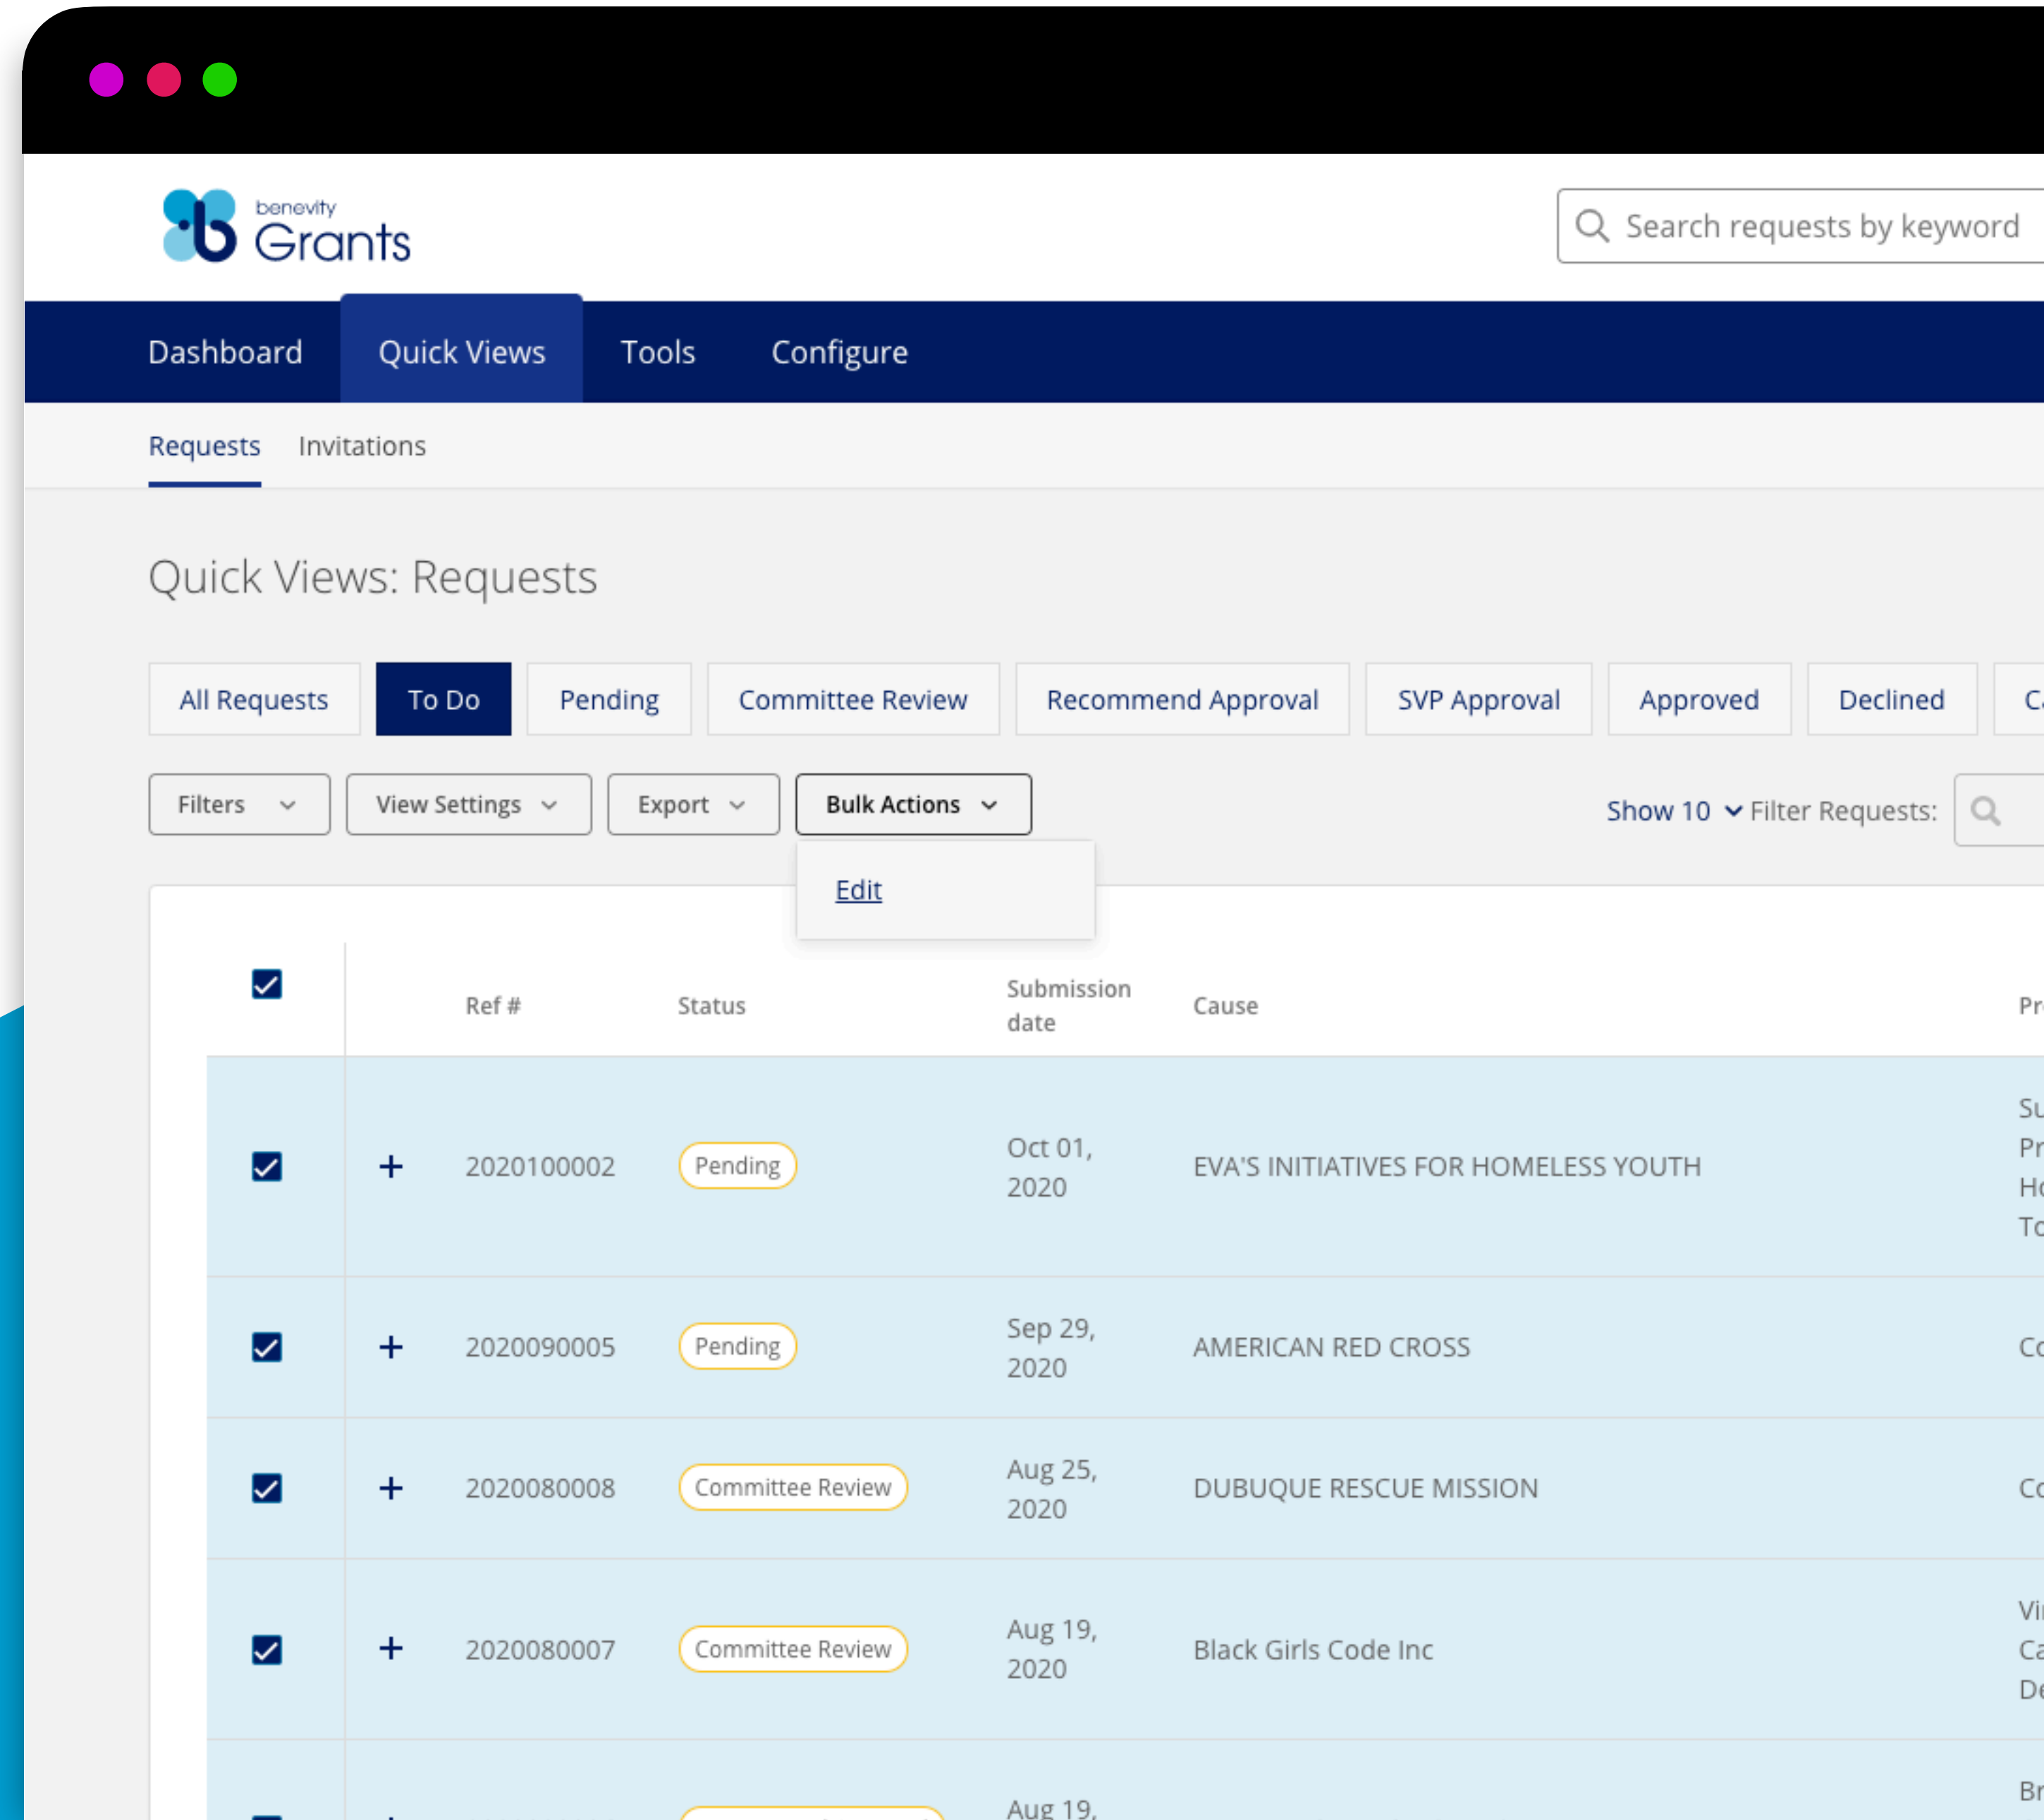 benevity
Grants
Search requests by keyword
Dashboard Quick Views Tools Configure
Requests Invitations
Quick Views: Requests
All Requests To Do Pending Committee Review Recommend Approval SVP Approval Approved Declined
Filters View Settings Export Bulk Actions Show 10 Filter Requests:
Edit
Ref # Status Submission date Cause
2020100002 Pending Oct 01, 2020 EVA'S INITIATIVES FOR HOMELESS YOUTH
2020090005 Pending Sep 29, 2020 AMERICAN RED CROSS
2020080008 Committee Review Aug 25, 2020 DUBUQUE RESCUE MISSION
2020080007 Committee Review Aug 19, 2020 Black Girls Code Inc
Aug 19,